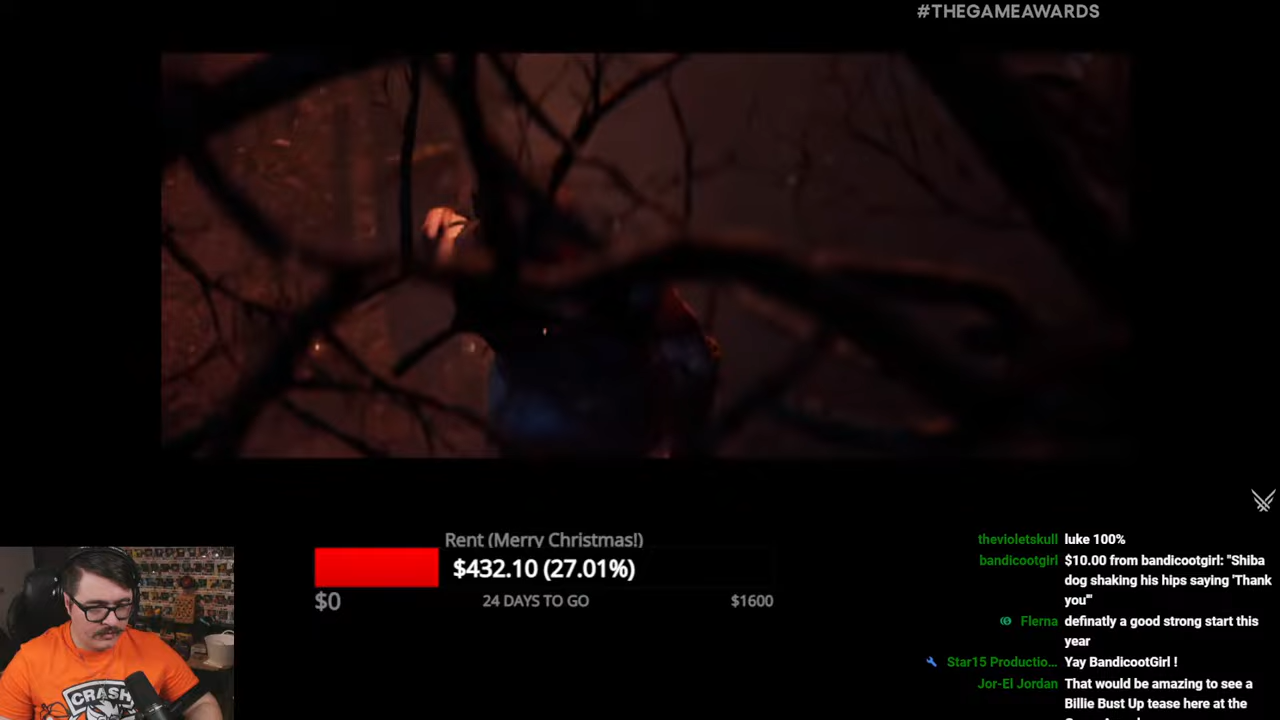 #THEGAMEAWARDS
Rent (Merry Christmas!)
$432.10 (27.01%)
$0
24 DAYS TO GO
$1600
thevioletskull luke 100%
bandicootgirl $10.00 from bandicootgirl: "Shiba
dog shaking his hips saying 'Thank
you'"
Flerna definatly a good strong start this
year
Star15 Productio... Yay BandicootGirl !
Jor-El Jordan That would be amazing to see a
Billie Bust Up tease here at the
CRASH